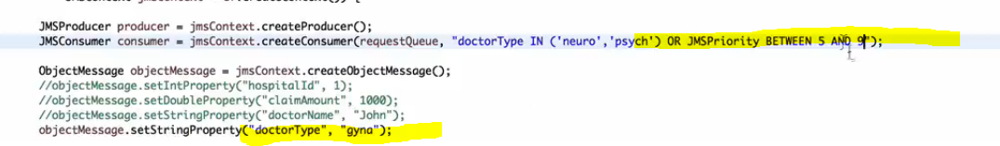 JMSProducer producer = jmsContext.createProducer();
JMSConsumer consumer = jmsContext.createConsumer(requestQueue, "doctorType IN ('neuro','psych') OR JMSPriority BETWEEN 5 AND 9");
ObjectMessage objectMessage = jmsContext.createObjectMessage();
//objectMessage.setIntProperty("hospitalId", 1);
//objectMessage.setDoubleProperty("claimAmount", 1000);
//objectMessage.setStringProperty("doctorName", "John");
objectMessage.setStringProperty("doctorType", "gyna");